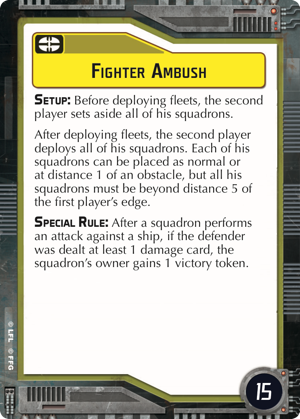 Fighter Ambush
Setup: Before deploying fleets, the second
player sets aside all of his squadrons.
After deploying fleets, the second player
deploys all of his squadrons. Each of his
squadrons can be placed as normal or
at distance 1 of an obstacle, but all his
squadrons must be beyond distance 5 of
the first player's edge.
Special Rule: After a squadron performs
an attack against a ship, if the defender
was dealt at least 1 damage card, the
squadron's owner gains 1 victory token.
© LFL © FFG
15